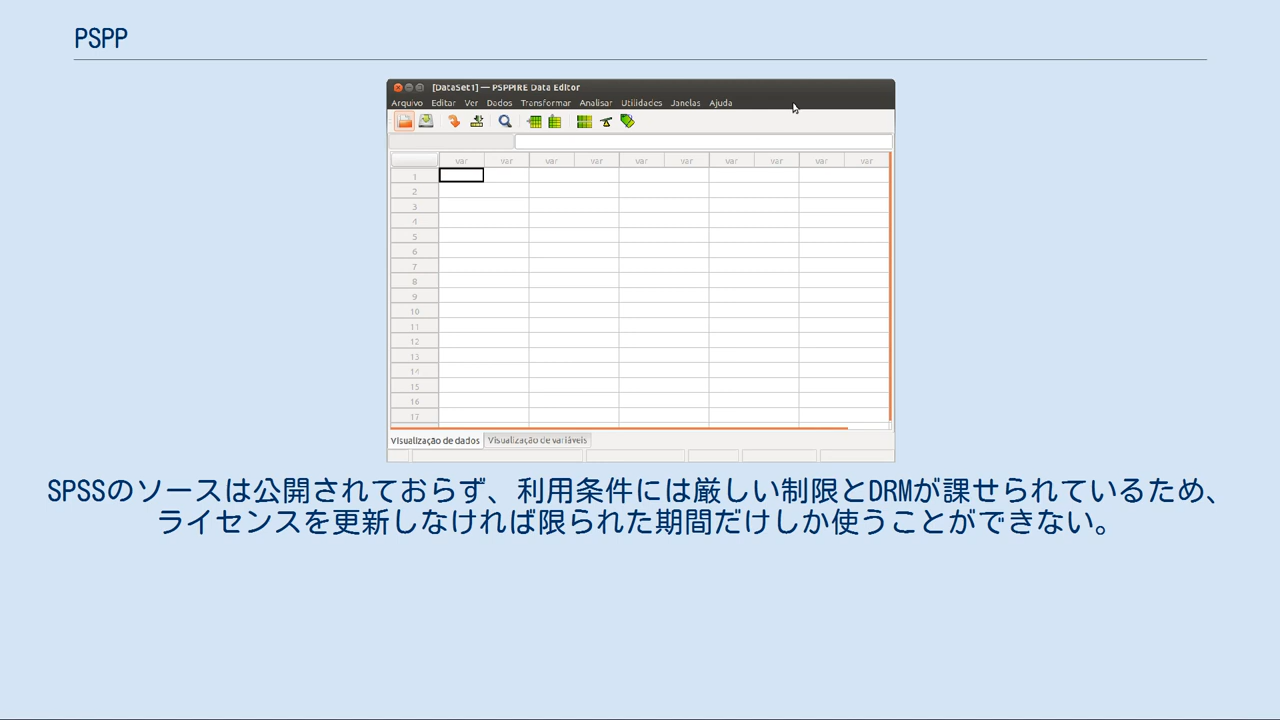 PSPP
[DataSet1] — PSPPIRE Data Editor
Arquivo Editar Ver Dados Transformar Analisar Utilidades Janelas Ajuda
var var var var var var var var var var
1
2
3
4
5
6
7
8
9
10
11
12
13
14
15
16
17
Visualização de dados Visualização de variáveis
SPSSのソースは公開されておらず、利用条件には厳しい制限とDRMが課せられているため、
ライセンスを更新しなければ限られた期間だけしか使うことができない。